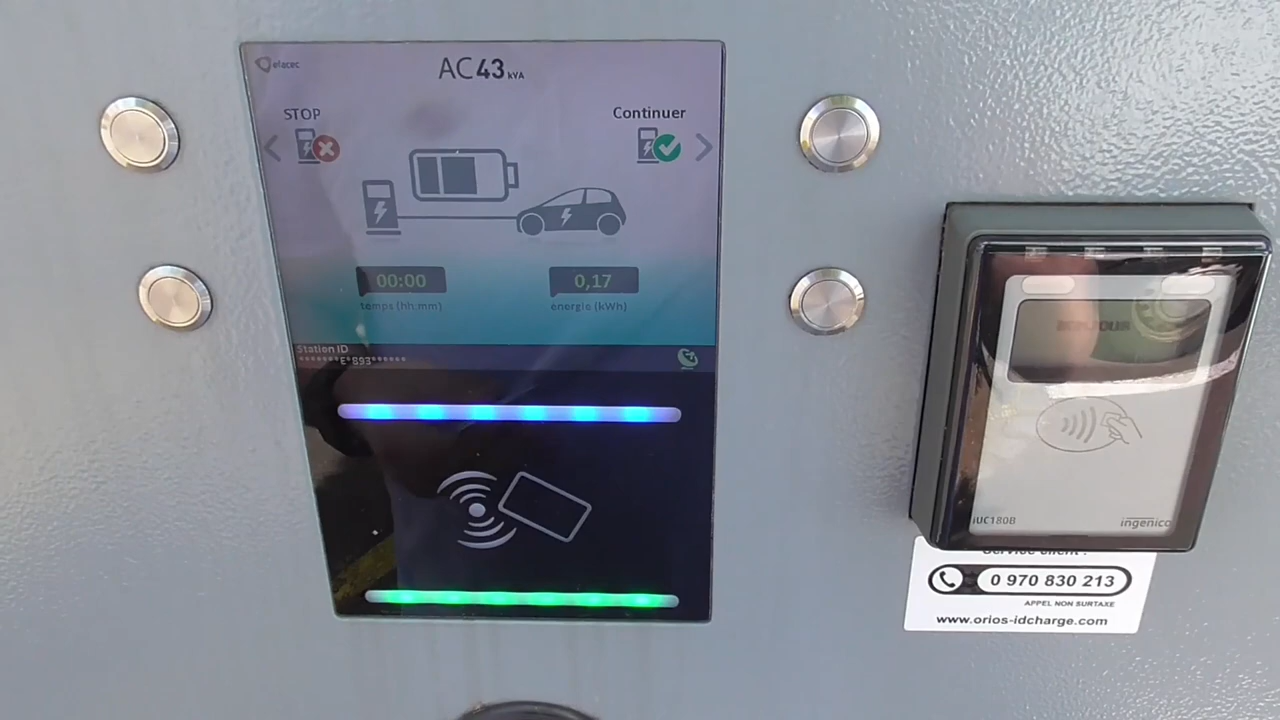 efacec
AC43 kVA
STOP
Continuer
00:00
0,17
temps (hh:mm)
energie (kWh)
Station ID
BONJOUR
iUC180B
ingenico
Service client :
0 970 830 213
APPEL NON SURTAXE
www.orios-idcharge.com